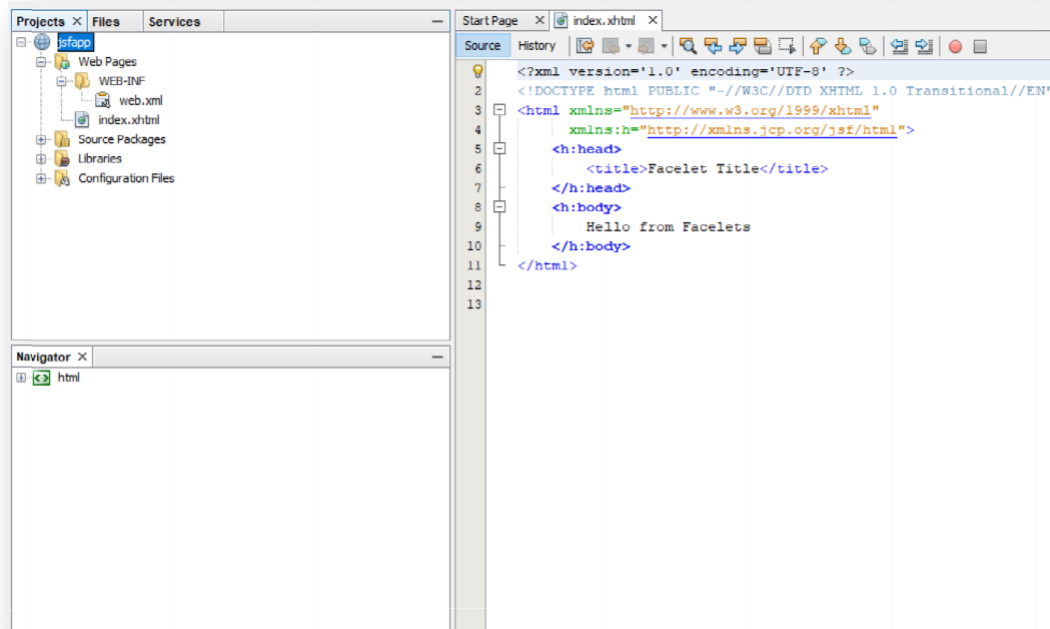 Projects Files Services
jsfapp
Web Pages
WEB-INF
web.xml
index.xhtml
Source Packages
Libraries
Configuration Files
Navigator
html
Start Page index.xhtml
Source History
<?xml version='1.0' encoding='UTF-8' ?>
2 <!DOCTYPE html PUBLIC "-//W3C//DTD XHTML 1.0 Transitional//EN"
3 <html xmlns="http://www.w3.org/1999/xhtml"
4 xmlns:h="http://xmlns.jcp.org/jsf/html">
5 <h:head>
6 <title>Facelet Title</title>
7 </h:head>
8 <h:body>
9 Hello from Facelets
10 </h:body>
11 </html>
12
13